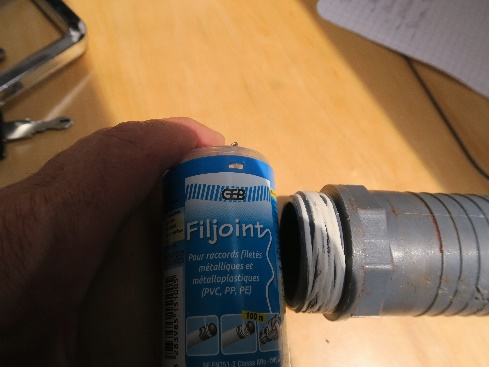 GEB
Filjoint
Pour raccords filetés
métalliques et
métalloplastiques
(PVC, PP, PE)
100 m